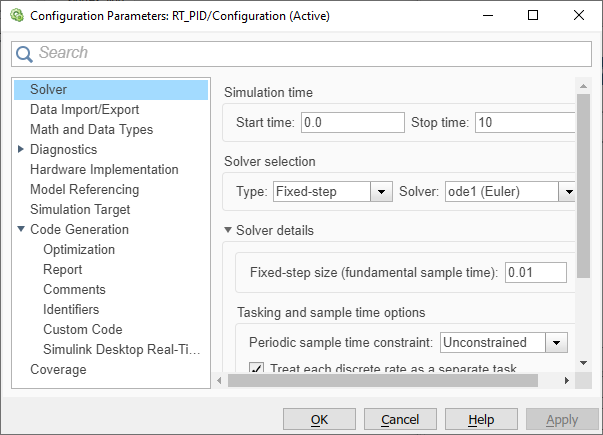 Configuration Parameters: RT_PID/Configuration (Active)
Search
Solver
Data Import/Export
Math and Data Types
Diagnostics
Hardware Implementation
Model Referencing
Simulation Target
Code Generation
Optimization
Report
Comments
Identifiers
Custom Code
Simulink Desktop Real-Ti...
Coverage
Simulation time
Start time: 0.0 Stop time: 10
Solver selection
Type: Fixed-step Solver: ode1 (Euler)
Solver details
Fixed-step size (fundamental sample time): 0.01
Tasking and sample time options
Periodic sample time constraint: Unconstrained
Treat each discrete rate as a separate task
OK Cancel Help Apply